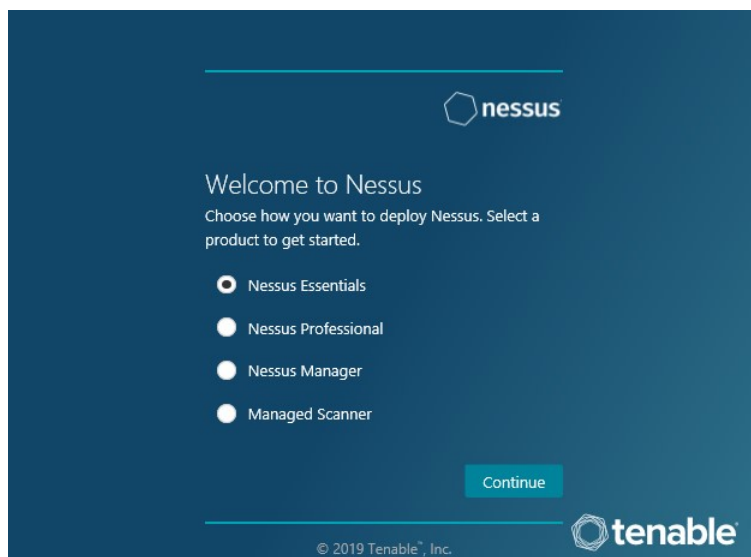 nessus
Welcome to Nessus
Choose how you want to deploy Nessus. Select a
product to get started.
Nessus Essentials
Nessus Professional
Nessus Manager
Managed Scanner
Continue
© 2019 Tenable™, Inc.
tenable